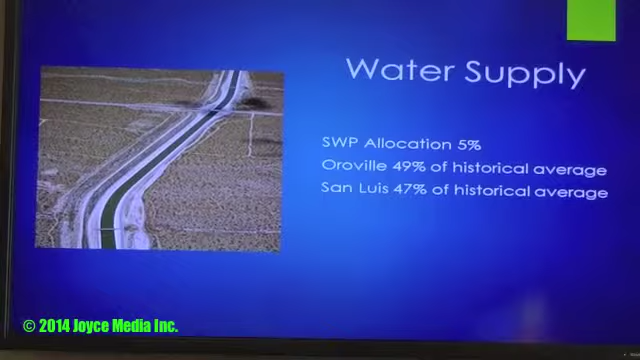 Water Supply
SWP Allocation 5%
Oroville 49% of historical average
San Luis 47% of historical average
© 2014 Joyce Media Inc.